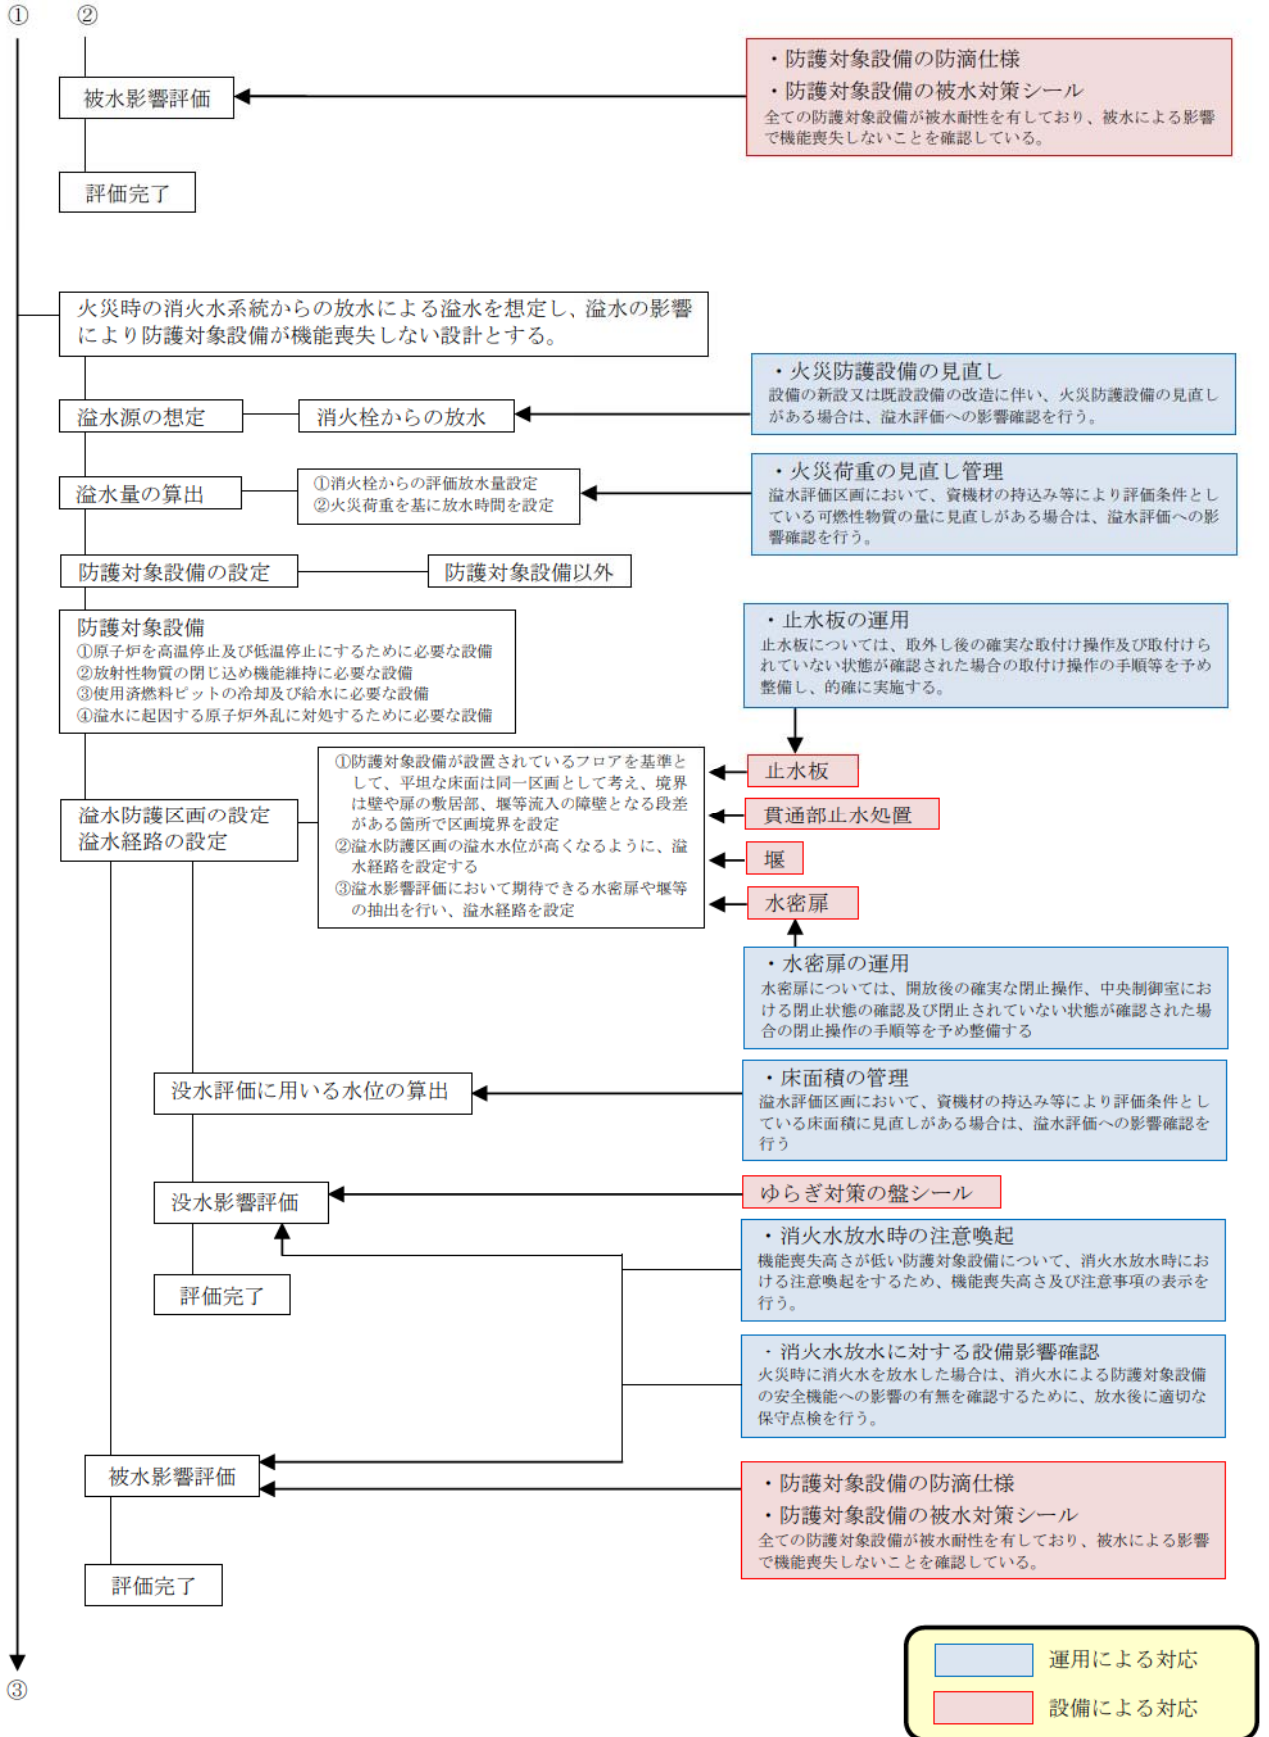 ①
②
・防護対象設備の防滴仕様
・防護対象設備の被水対策シール
全ての防護対象設備が被水耐性を有しており、被水による影響
で機能喪失しないことを確認している。
被水影響評価
評価完了
火災時の消火水系統からの放水による溢水を想定し、溢水の影響
により防護対象設備が機能喪失しない設計とする。
・火災防護設備の見直し
設備の新設又は既設設備の改造に伴い、火災防護設備の見直し
がある場合は、溢水評価への影響確認を行う。
溢水源の想定
消火栓からの放水
・火災荷重の見直し管理
溢水評価区画において、資機材の持込み等により評価条件とし
ている可燃性物質の量に見直しがある場合は、溢水評価への影
響確認を行う。
溢水量の算出
①消火栓からの評価放水量設定
②火災荷重を基に放水時間を設定
防護対象設備の設定
防護対象設備以外
防護対象設備
①原子炉を高温停止及び低温停止にするために必要な設備
②放射性物質の閉じ込め機能維持に必要な設備
③使用済燃料ピットの冷却及び給水に必要な設備
④溢水に起因する原子炉外乱に対処するために必要な設備
・止水板の運用
止水板については、取外し後の確実な取付け操作及び取付けら
れていない状態が確認された場合の取付け操作の手順等を予め
整備し、的確に実施する。
溢水防護区画の設定
溢水経路の設定
①防護対象設備が設置されているフロアを基準と
して、平坦な床面は同一区画として考え、境界
は壁や扉の敷居部、堰等流入の障壁となる段差
がある箇所で区画境界を設定
②溢水防護区画の溢水水位が高くなるように、溢
水経路を設定する
③溢水影響評価において期待できる水密扉や堰等
の抽出を行い、溢水経路を設定
止水板
貫通部止水処置
堰
水密扉
・水密扉の運用
水密扉については、開放後の確実な閉止操作、中央制御室にお
ける閉止状態の確認及び閉止されていない状態が確認された場
合の閉止操作の手順等を予め整備する
没水評価に用いる水位の算出
・床面積の管理
溢水評価区画において、資機材の持込み等により評価条件とし
ている床面積に見直しがある場合は、溢水評価への影響確認を
行う
没水影響評価
ゆらぎ対策の盤シール
・消火水放水時の注意喚起
機能喪失高さが低い防護対象設備について、消火水放水時にお
ける注意喚起をするため、機能喪失高さ及び注意事項の表示を
行う。
評価完了
・消火水放水に対する設備影響確認
火災時に消火水を放水した場合は、消火水による防護対象設備
の安全機能への影響の有無を確認するために、放水後に適切な
保守点検を行う。
被水影響評価
・防護対象設備の防滴仕様
・防護対象設備の被水対策シール
全ての防護対象設備が被水耐性を有しており、被水による影響
で機能喪失しないことを確認している。
評価完了
運用による対応
設備による対応
③